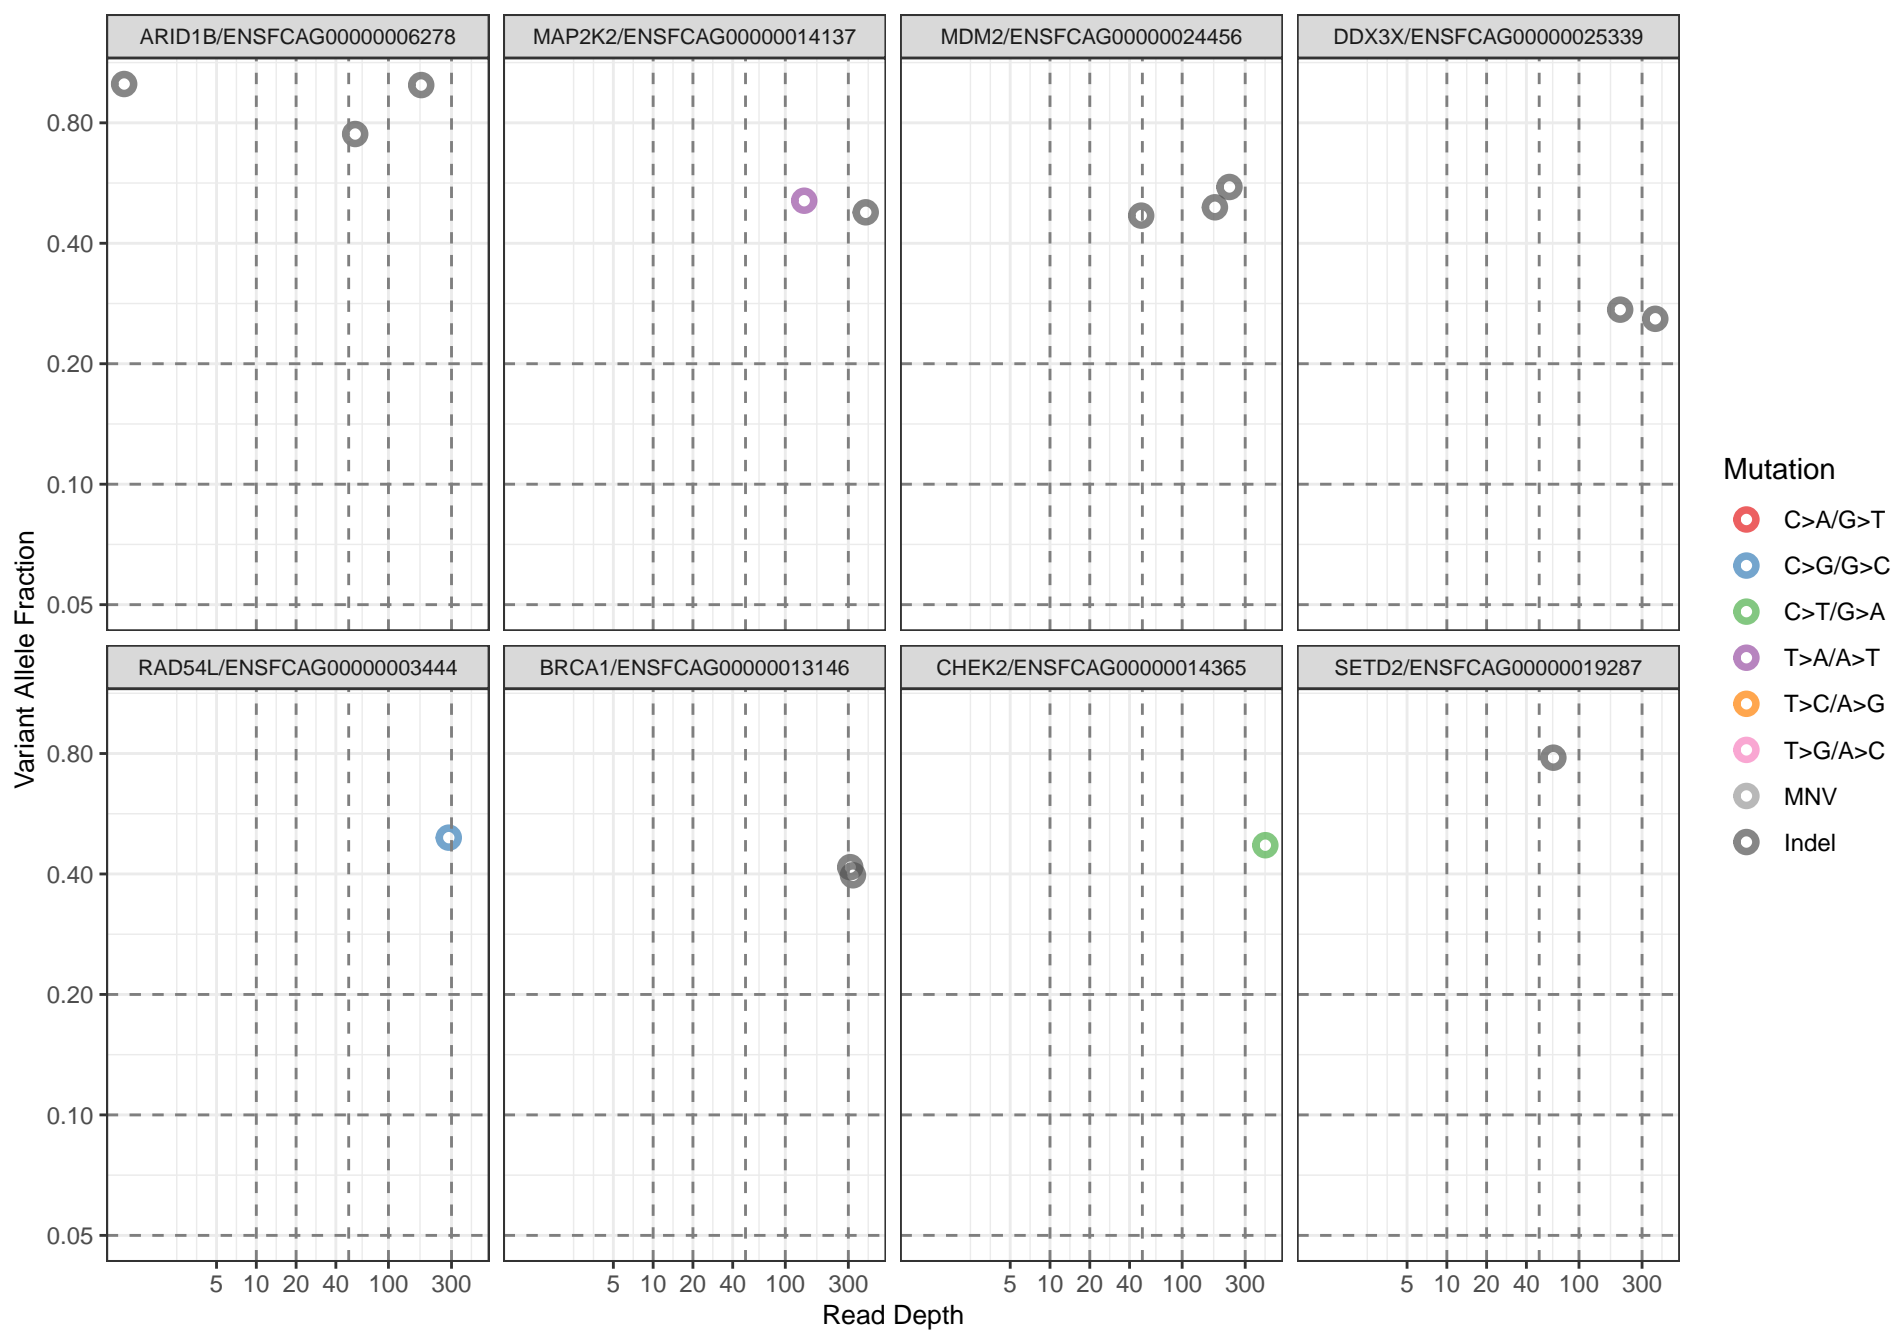 ARID1B/ENSFCAG00000006278
MAP2K2/ENSFCAG00000014137
MDM2/ENSFCAG00000024456
DDX3X/ENSFCAG00000025339
0.80
0.40
0.20
0.10
0.05
RAD54L/ENSFCAG00000003444
BRCA1/ENSFCAG00000013146
CHEK2/ENSFCAG00000014365
SETD2/ENSFCAG00000019287
0.80
0.40
0.20
0.10
0.05
5 10 20 40 100 300
5 10 20 40 100 300
5 10 20 40 100 300
5 10 20 40 100 300
Read Depth
Variant Allele Fraction
Mutation
C>A/G>T
C>G/G>C
C>T/G>A
T>A/A>T
T>C/A>G
T>G/A>C
MNV
Indel